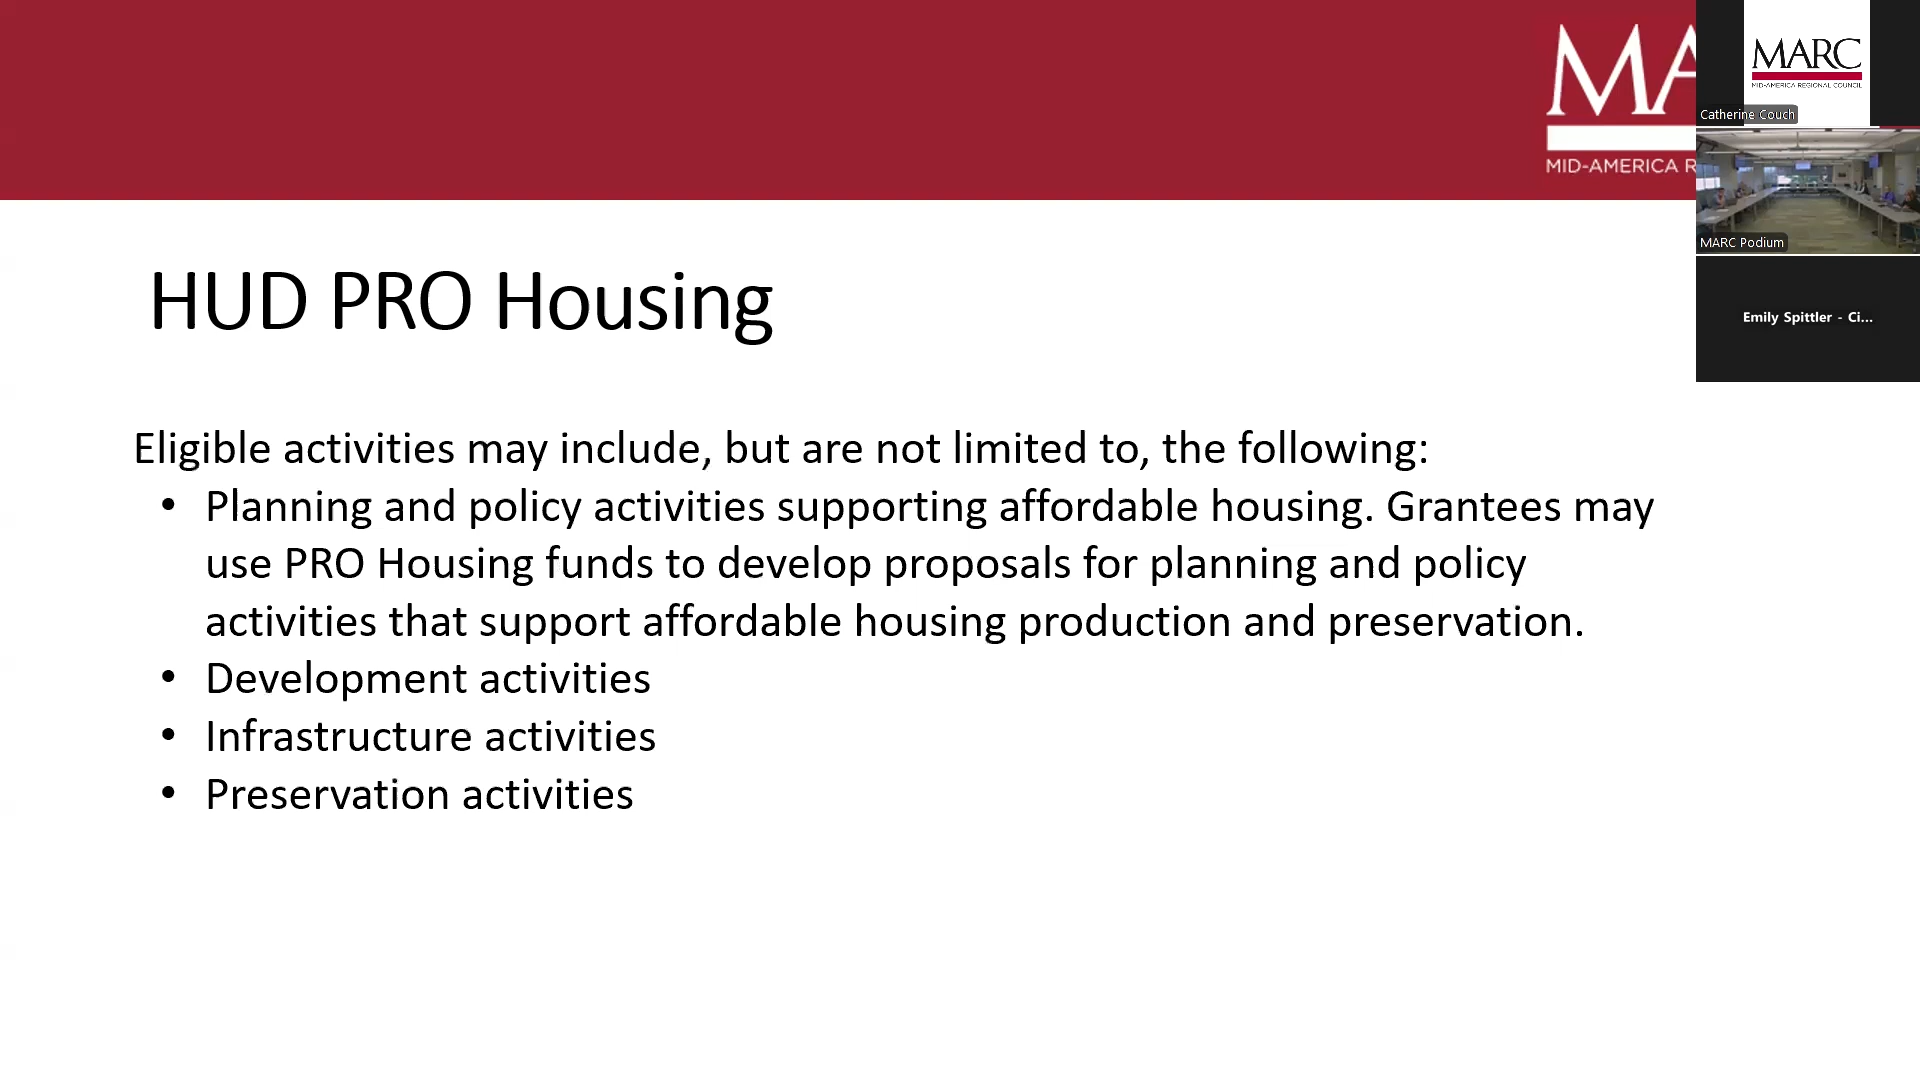 MA
MID-AMERICA R
MARC
MID-AMERICA REGIONAL COUNCIL
Catherine Couch
MARC Podium
Emily Spittler - Ci...
HUD PRO Housing
Eligible activities may include, but are not limited to, the following:
• Planning and policy activities supporting affordable housing. Grantees may
use PRO Housing funds to develop proposals for planning and policy
activities that support affordable housing production and preservation.
• Development activities
• Infrastructure activities
• Preservation activities